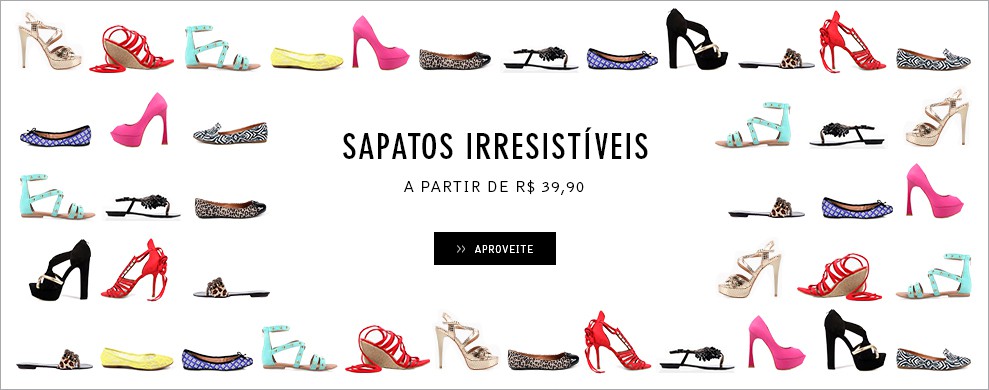 SAPATOS IRRESISTÍVEIS
A PARTIR DE R$ 39,90
>> APROVEITE